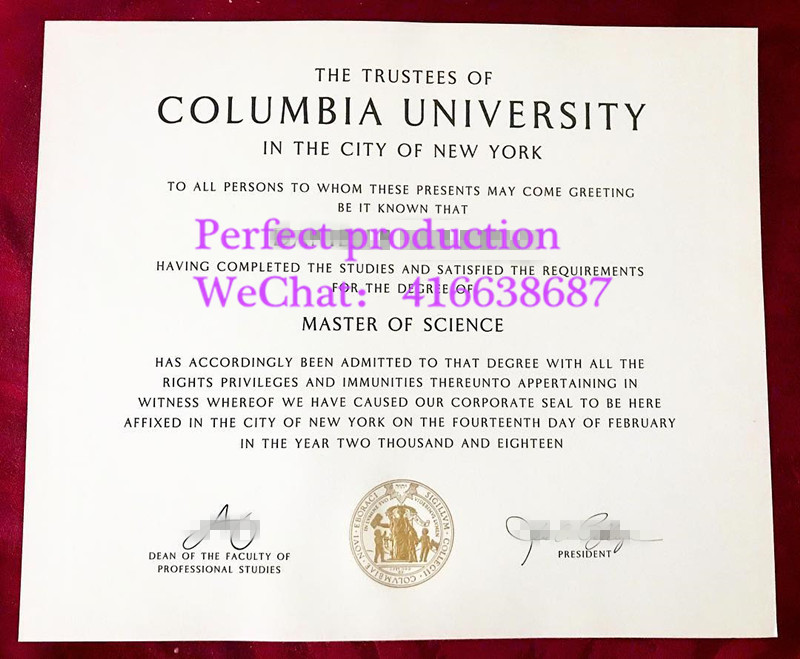 THE TRUSTEES OF
COLUMBIA UNIVERSITY
IN THE CITY OF NEW YORK
TO ALL PERSONS TO WHOM THESE PRESENTS MAY COME GREETING
BE IT KNOWN THAT
Perfect production
HAVING COMPLETED THE STUDIES AND SATISFIED THE REQUIREMENTS
FOR THE DEGREE OF
WeChat: 416638687
MASTER OF SCIENCE
HAS ACCORDINGLY BEEN ADMITTED TO THAT DEGREE WITH ALL THE
RIGHTS PRIVILEGES AND IMMUNITIES THEREUNTO APPERTAINING IN
WITNESS WHEREOF WE HAVE CAUSED OUR CORPORATE SEAL TO BE HERE
AFFIXED IN THE CITY OF NEW YORK ON THE FOURTEENTH DAY OF FEBRUARY
IN THE YEAR TWO THOUSAND AND EIGHTEEN
SIGILLVM COLLEGII COLVMBIAE NOVI EBORACI
DEAN OF THE FACULTY OF
PROFESSIONAL STUDIES
PRESIDENT